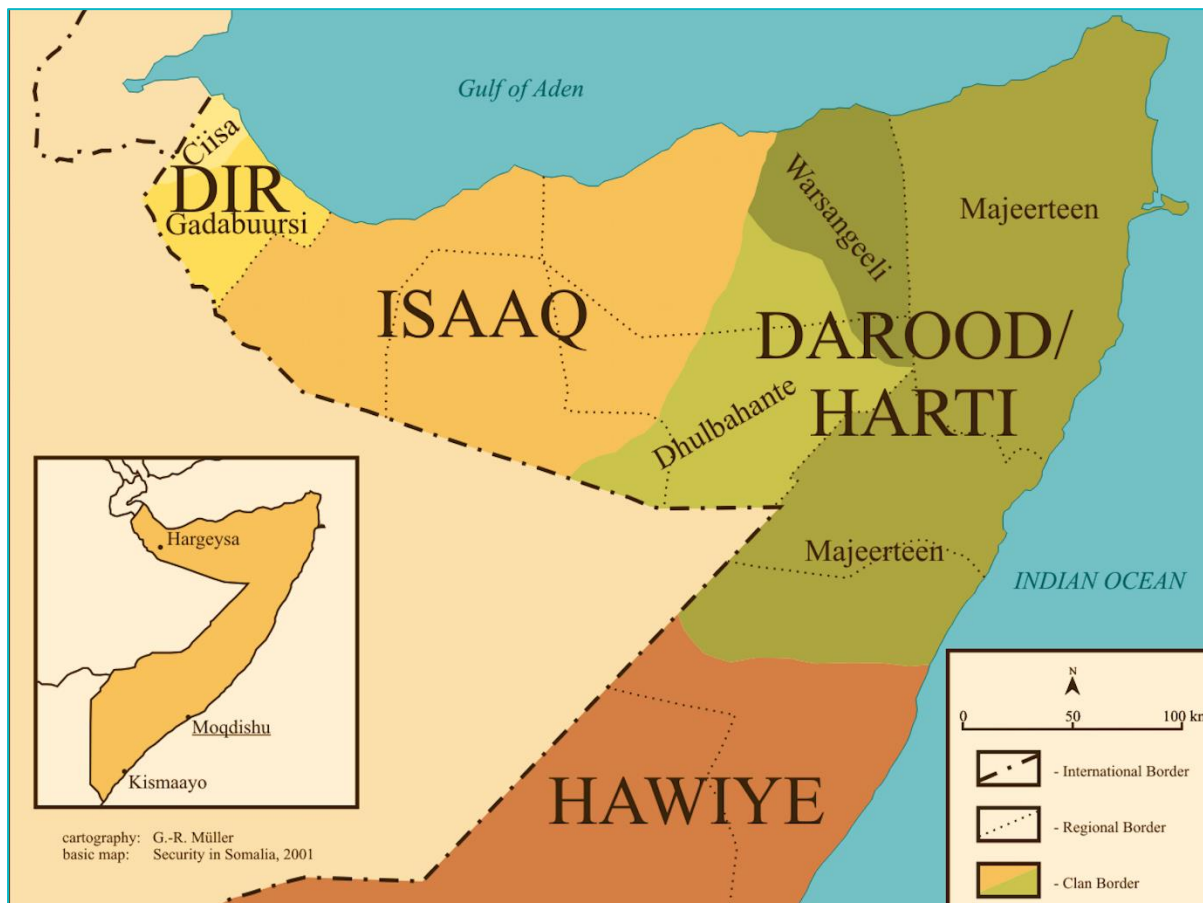 Gulf of Aden
Ciisa
DIR
Gadabuursi
Warsangeeli
Majeerteen
ISAAQ
DAROOD/
HARTI
Dhulbahante
Majeerteen
INDIAN OCEAN
HAWIYE
Hargeysa
Moqdishu
Kismaayo
cartography: G.-R. Müller
basic map: Security in Somalia, 2001
N
0 50 100 km
- International Border
- Regional Border
- Clan Border